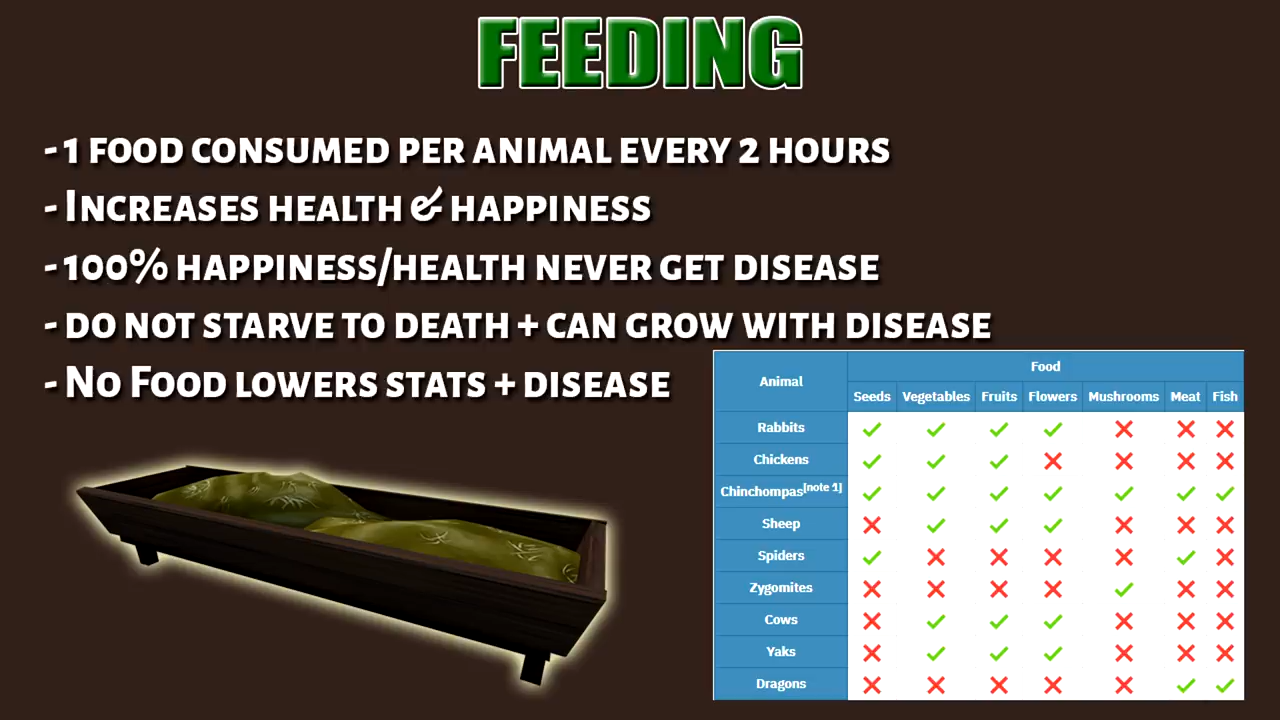 FEEDING
- 1 FOOD CONSUMED PER ANIMAL EVERY 2 HOURS
- INCREASES HEALTH & HAPPINESS
- 100% HAPPINESS/HEALTH NEVER GET DISEASE
- DO NOT STARVE TO DEATH + CAN GROW WITH DISEASE
- NO FOOD LOWERS STATS + DISEASE
Animal Food
Seeds Vegetables Fruits Flowers Mushrooms Meat Fish
Rabbits ✓ ✓ ✓ ✓ ✗ ✗ ✗
Chickens ✓ ✓ ✓ ✗ ✗ ✗ ✗
Chinchompas[note 1] ✓ ✓ ✓ ✓ ✓ ✓ ✓
Sheep ✗ ✓ ✓ ✓ ✗ ✗ ✗
Spiders ✓ ✗ ✗ ✗ ✗ ✓ ✗
Zygomites ✗ ✗ ✗ ✗ ✓ ✗ ✗
Cows ✗ ✓ ✓ ✓ ✗ ✗ ✗
Yaks ✗ ✓ ✓ ✓ ✗ ✗ ✗
Dragons ✗ ✗ ✗ ✗ ✗ ✓ ✓